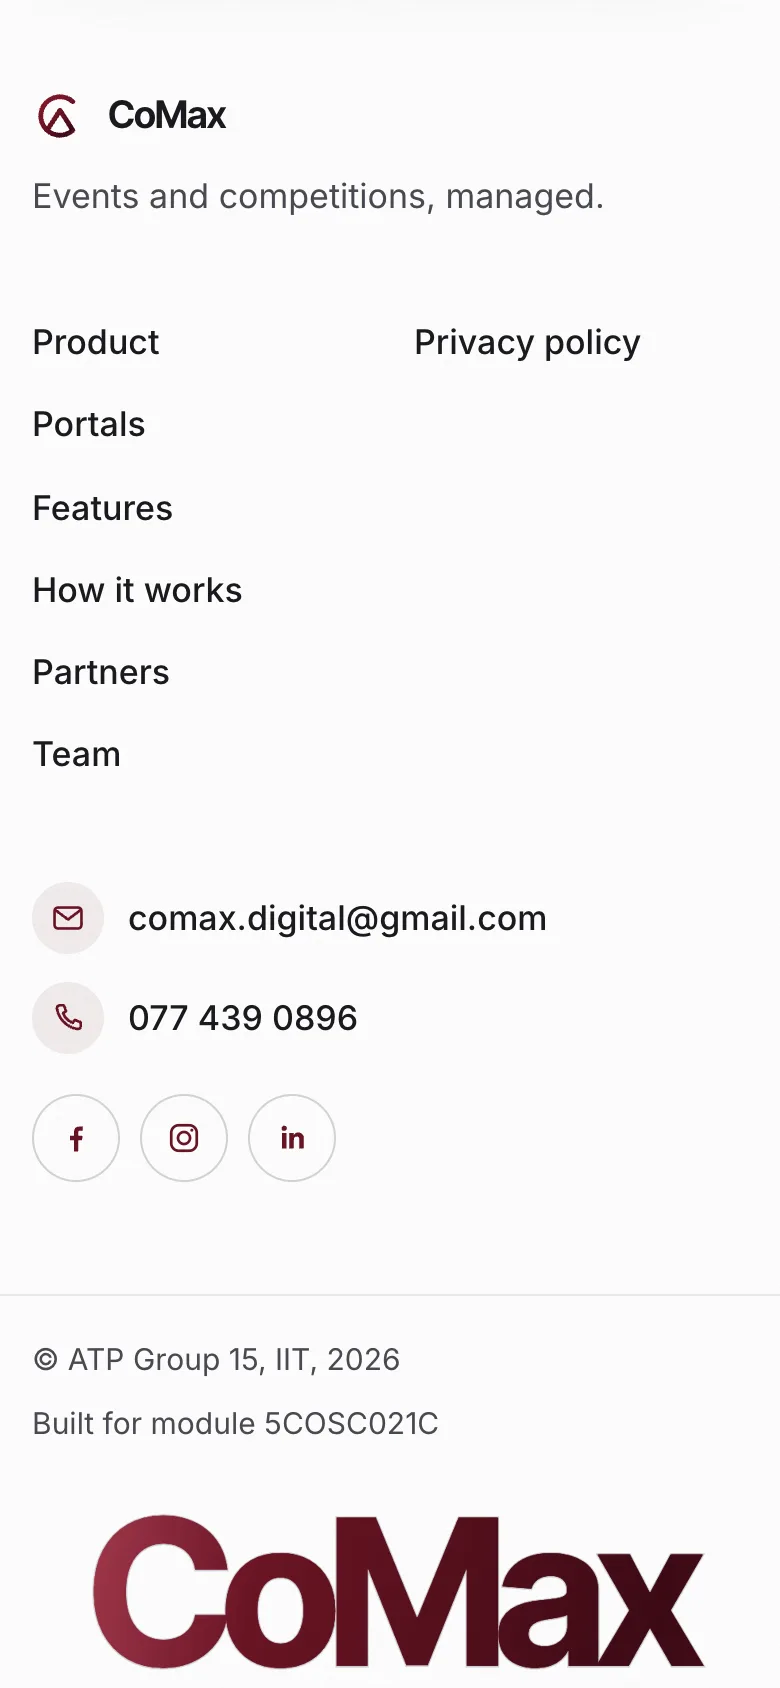 CoMax
Events and competitions, managed.
Product
Portals
Features
How it works
Partners
Team
Privacy policy
comax.digital@gmail.com
077 439 0896
© ATP Group 15, IIT, 2026
Built for module 5COSC021C
CoMax